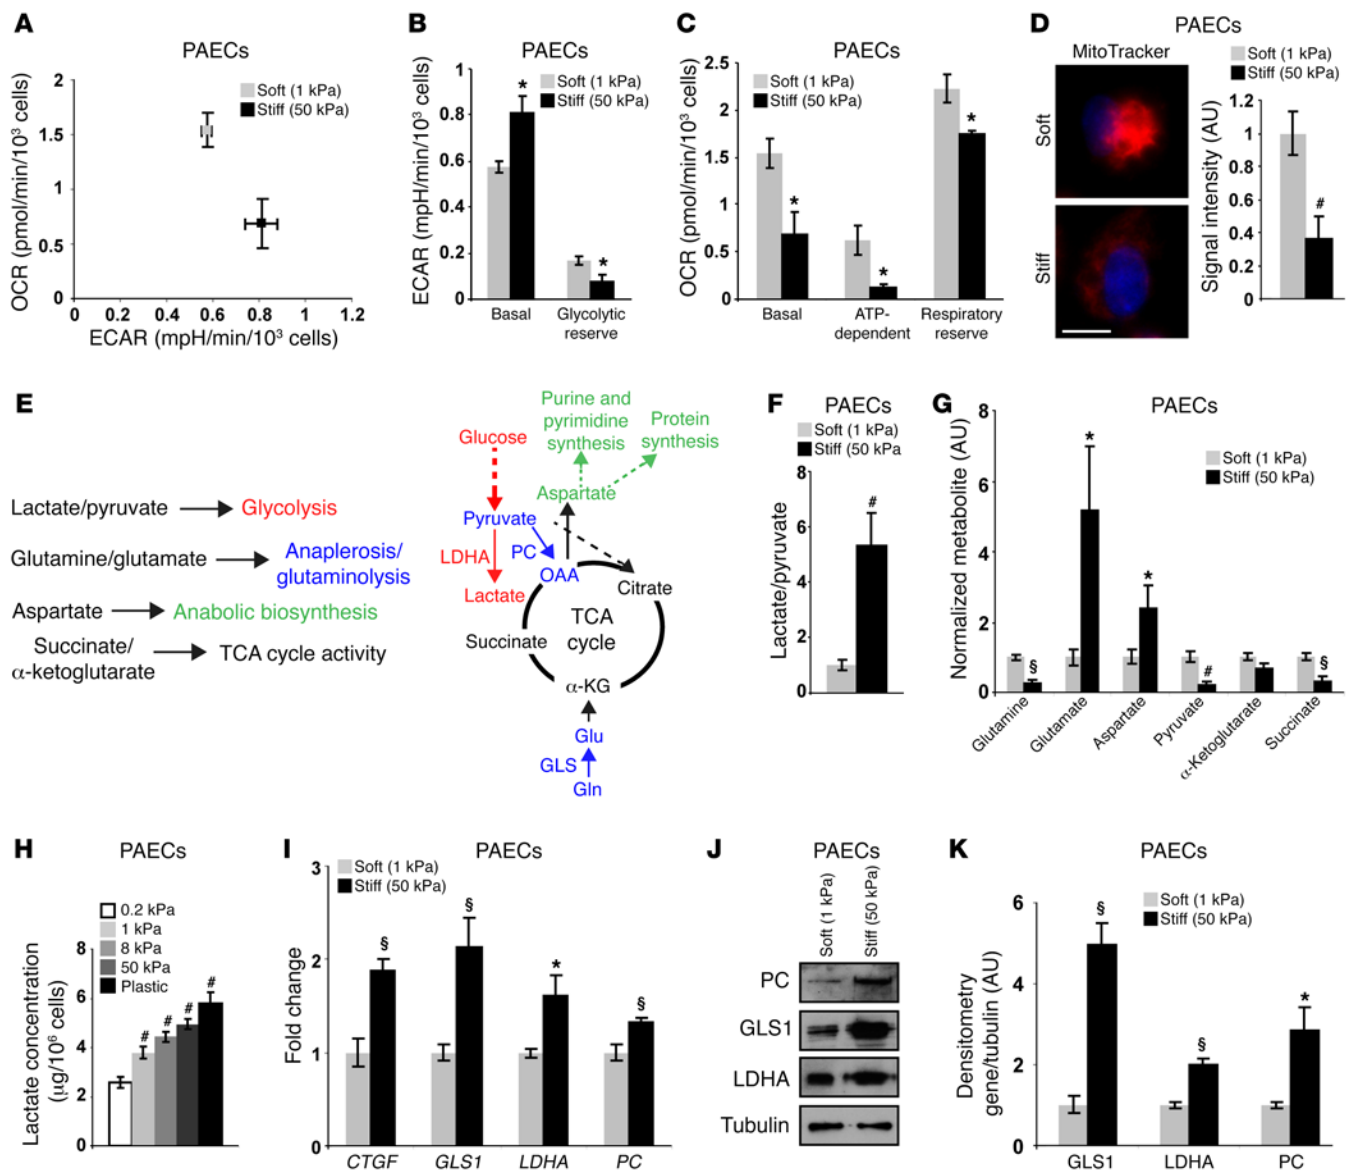 A
PAECs
Soft (1 kPa)
Stiff (50 kPa)
OCR (pmol/min/10³ cells)
2
1.5
1
0.5
0
0 0.2 0.4 0.6 0.8 1 1.2
ECAR (mpH/min/10³ cells)
B
PAECs
Soft (1 kPa)
Stiff (50 kPa)
ECAR (mpH/min/10³ cells)
1
0.8
0.6
0.4
0.2
0
*
*
Basal
Glycolytic
reserve
C
PAECs
Soft (1 kPa)
Stiff (50 kPa)
OCR (pmol/min/10³ cells)
2.5
2
1.5
1
0.5
0
*
*
*
Basal
ATP-
dependent
Respiratory
reserve
D
PAECs
MitoTracker
Soft (1 kPa)
Stiff (50 kPa)
Soft
Stiff
Signal intensity (AU)
1.2
1
0.8
0.6
0.4
0.2
0
#
E
Lactate/pyruvate
Glycolysis
Glutamine/glutamate
Anaplerosis/
glutaminolysis
Aspartate
Anabolic biosynthesis
Succinate/
α-ketoglutarate
TCA cycle activity
Purine and
pyrimidine
synthesis
Protein
synthesis
Glucose
Aspartate
Pyruvate
LDHA
PC
OAA
Lactate
Citrate
TCA
cycle
Succinate
α-KG
Glu
GLS
Gln
F
PAECs
Soft (1 kPa)
Stiff (50 kPa
Lactate/pyruvate
8
6
4
2
0
#
G
PAECs
Soft (1 kPa)
Stiff (50 kPa)
Normalized metabolite (AU)
8
6
4
2
0
§
*
*
#
§
Glutamine
Glutamate
Aspartate
Pyruvate
α-Ketoglutarate
Succinate
H
PAECs
0.2 kPa
1 kPa
8 kPa
50 kPa
Plastic
Lactate concentration
(μg/10⁶ cells)
8
6
4
2
0
#
#
#
#
I
PAECs
Soft (1 kPa)
Stiff (50 kPa)
Fold change
3
2
1
0
§
§
*
§
CTGF
GLS1
LDHA
PC
J
PAECs
Soft (1 kPa)
Stiff (50 kPa)
PC
GLS1
LDHA
Tubulin
K
PAECs
Soft (1 kPa)
Stiff (50 kPa)
Densitometry
gene/tubulin (AU)
6
4
2
0
§
§
*
GLS1
LDHA
PC